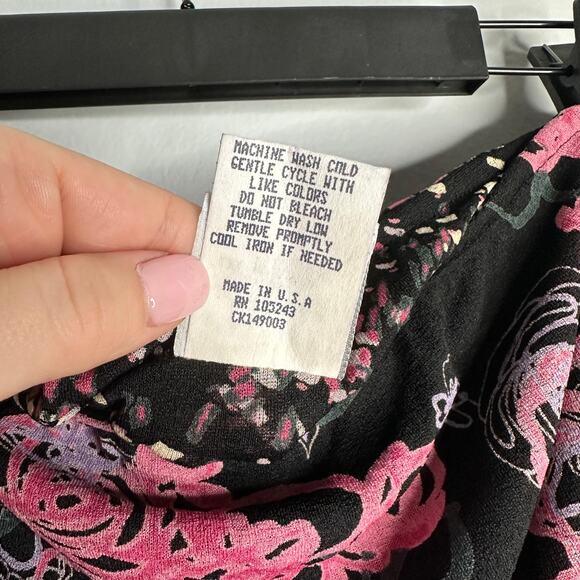 MACHINE WASH COLD
GENTLE CYCLE WITH
LIKE COLORS
DO NOT BLEACH
TUMBLE DRY LOW
REMOVE PROMPTLY
COOL IRON IF NEEDED
MADE IN U.S.A
RN 103243
CK149003